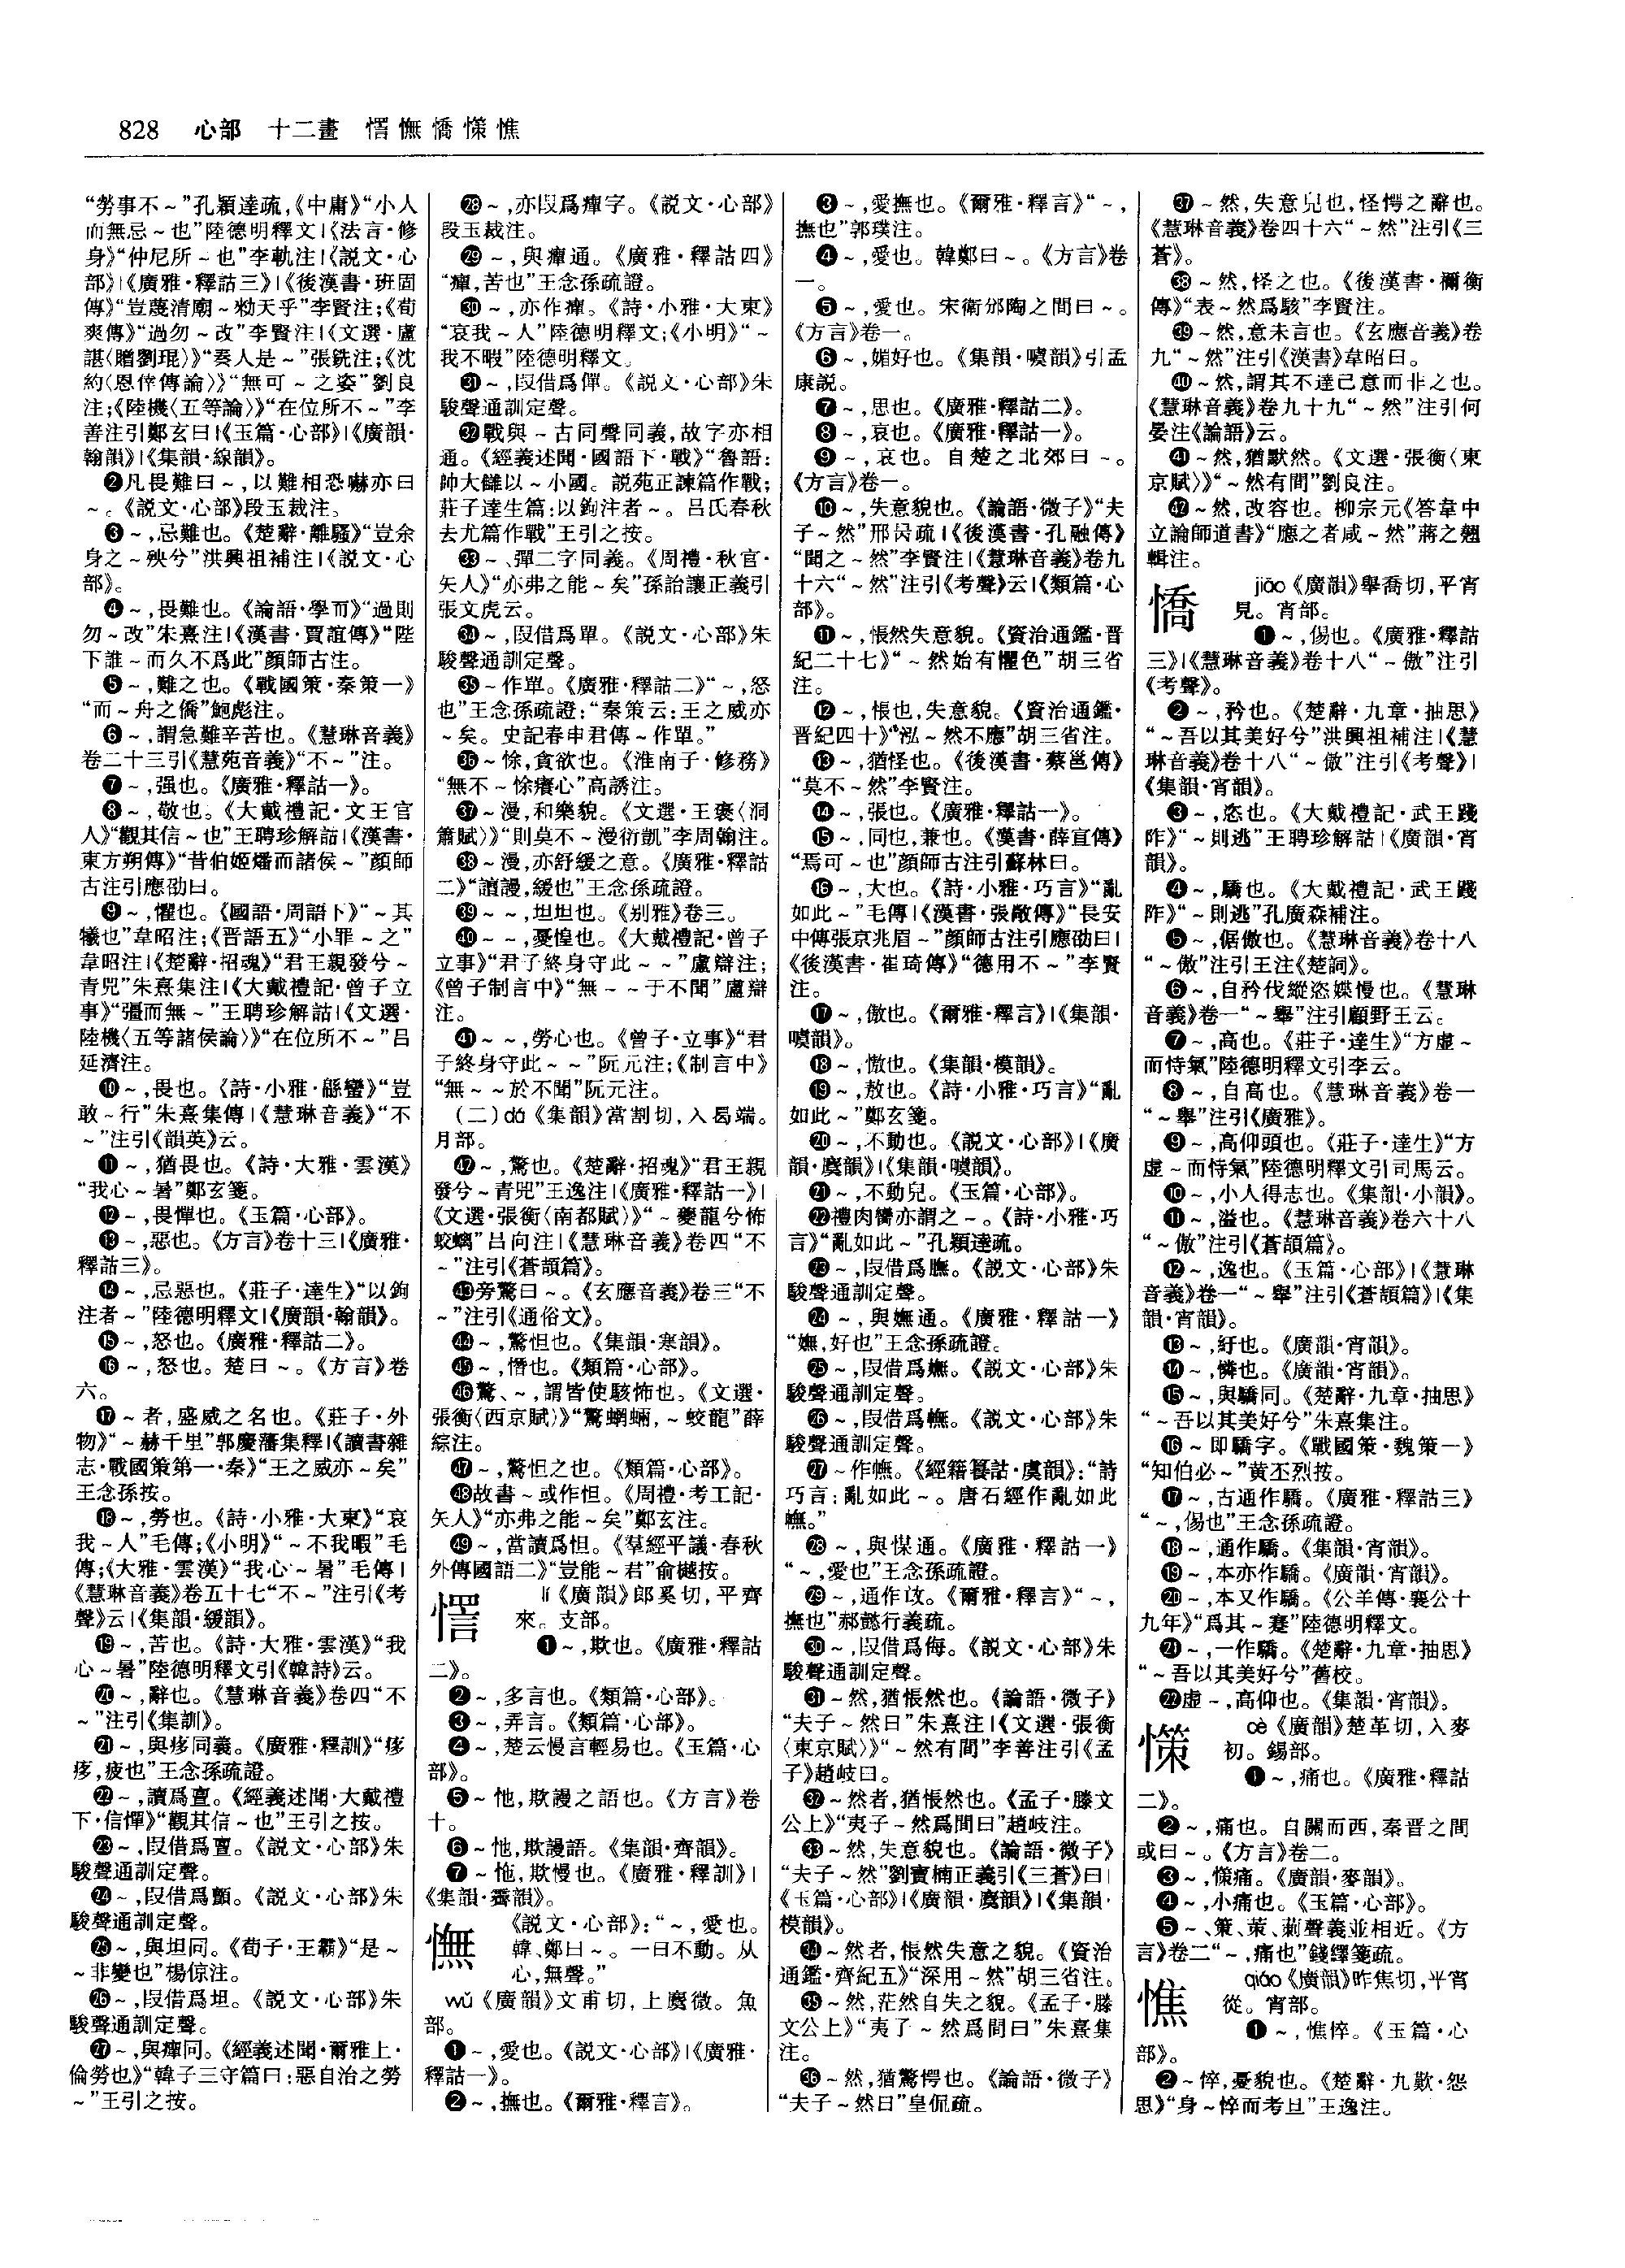 828 心部 十二畫 㦒憮憍憡憔
“勞事不～”孔穎達疏,《中庸》“小人
而無忌～也”陸德明釋文|《法言·修
身》“仲尼所～也”李軌注|《説文·心
部》|《廣雅·釋詁三》|《後漢書·班固
傳》“豈蔑清廟～勑天乎”李賢注;《荀
爽傳》“過勿～改”李賢注|《文選·盧
諶〈贈劉琨〉》“奏人是～”張銑注;《沈
約〈恩倖傳論〉》“無可～之姿”劉良
注;《陸機〈五等論〉》“在位所不～”李
善注引鄭玄曰|《玉篇·心部》|《廣韻·
翰韻》|《集韻·線韻》。
❷凡畏難曰～,以難相恐嚇亦曰
～。《説文·心部》段玉裁注。
❸～,忌難也。《楚辭·離騷》“豈余
身之～殃兮”洪興祖補注|《説文·心
部》。
❹～,畏難也。《論語·學而》“過則
勿～改”朱熹注|《漢書·賈誼傳》“陛
下誰～而久不爲此”顔師古注。
❺～,難之也。《戰國策·秦策一》
“而～舟之僑”鮑彪注。
❻～,謂急難辛苦也。《慧琳音義》
卷二十三引《慧苑音義》“不～”注。
❼～,强也。《廣雅·釋詁一》。
❽～,敬也。《大戴禮記·文王官
人》“觀其信～也”王聘珍解詁|《漢書·
東方朔傳》“昔伯姬燔而諸侯～”顔師
古注引應劭曰。
❾～,懼也。《國語·周語下》“～其
犧也”韋昭注;《晋語五》“小罪～之”
韋昭注|《楚辭·招魂》“君王親發兮～
青兕”朱熹集注|《大戴禮記·曾子立
事》“彊而無～”王聘珍解詁|《文選·
陸機〈五等諸侯論〉》“在位所不～”吕
延濟注。
❿～,畏也。《詩·小雅·緜蠻》“豈
敢～行”朱熹集傳|《慧琳音義》“不
～”注引《韻英》云。
⓫～,猶畏也。《詩·大雅·雲漢》
“我心～暑”鄭玄箋。
⓬～,畏憚也。《玉篇·心部》。
⓭～,惡也。《方言》卷十三|《廣雅·
釋詁三》。
⓮～,忌惡也。《莊子·達生》“以鉤
注者～”陸德明釋文|《廣韻·翰韻》。
⓯～,怒也。《廣雅·釋詁二》。
⓰～,怒也。楚曰～。《方言》卷
六。
⓱～者,盛威之名也。《莊子·外
物》“～赫千里”郭慶藩集釋|《讀書雜
志·戰國策第一·秦》“王之威亦～矣”
王念孫按。
⓲～,勞也。《詩·小雅·大東》“哀
我～人”毛傳;《小明》“～不我暇”毛
傳;《大雅·雲漢》“我心～暑”毛傳|
《慧琳音義》卷五十七“不～”注引《考
聲》云|《集韻·緩韻》。
⓳～,苦也。《詩·大雅·雲漢》“我
心～暑”陸德明釋文引《韓詩》云。
⓴～,辭也。《慧琳音義》卷四“不
～”注引《集訓》。
㉑～,與痑同義。《廣雅·釋訓》“痑
痑,疲也”王念孫疏證。
㉒～,讀爲亶。《經義述聞·大戴禮
下·信憚》“觀其信～也”王引之按。
㉓～,叚借爲亶。《説文·心部》朱
駿聲通訓定聲。
㉔～,叚借爲顫。《説文·心部》朱
駿聲通訓定聲。
㉕～,與坦同。《荀子·王霸》“是～
～非變也”楊倞注。
㉖～,叚借爲坦。《説文·心部》朱
駿聲通訓定聲。
㉗～,與癉同。《經義述聞·爾雅上·
倫勞也》“韓子三守篇曰:惡自治之勞
～”王引之按。
㉘～,亦叚爲癉字。《説文·心部》
段玉裁注。
㉙～,與癉通。《廣雅·釋詁四》
“癉,苦也”王念孫疏證。
㉚～,亦作癉。《詩·小雅·大東》
“哀我～人”陸德明釋文;《小明》“～
我不暇”陸德明釋文。
㉛～,叚借爲僤。《説文·心部》朱
駿聲通訓定聲。
㉜戰與～古同聲同義,故字亦相
通。《經義述聞·國語下·戰》“魯語:
帥大讎以～小國。説苑正諫篇作戰;
莊子達生篇:以鉤注者～。吕氏春秋
去尤篇作戰”王引之按。
㉝～、彈二字同義。《周禮·秋官·
矢人》“亦弗之能～矣”孫詒讓正義引
張文虎云。
㉞～,叚借爲單。《説文·心部》朱
駿聲通訓定聲。
㉟～作單。《廣雅·釋詁二》“～,怒
也”王念孫疏證:“秦策云:王之威亦
～矣。史記春申君傳～作單。”
㊱～悇,貪欲也。《淮南子·修務》
“無不～悇癢心”高誘注。
㊲～漫,和樂貌。《文選·王褒〈洞
簫賦〉》“則莫不～漫衍凱”李周翰注。
㊳～漫,亦舒緩之意。《廣雅·釋詁
二》“諠謾,緩也”王念孫疏證。
㊴～～,坦坦也。《别雅》卷三。
㊵～～,憂惶也。《大戴禮記·曾子
立事》“君子終身守此～～”盧辯注;
《曾子制言中》“無～～于不聞”盧辯
注。
㊶～～,勞心也。《曾子·立事》“君
子終身守此～～”阮元注;《制言中》
“無～～於不聞”阮元注。
(二)dá《集韻》當割切,入曷端。
月部。
㊷～,驚也。《楚辭·招魂》“君王親
發兮～青兕”王逸注|《廣雅·釋詁一》|
《文選·張衡〈南都賦〉》“～夔龍兮怖
蛟螭”吕向注|《慧琳音義》卷四“不
～”注引《蒼頡篇》。
㊸旁驚曰～。《玄應音義》卷三“不
～”注引《通俗文》。
㊹～,驚怛也。《集韻·寒韻》。
㊺～,僭也。《類篇·心部》。
㊻驚、～,謂皆使駭怖也。《文選·
張衡〈西京賦〉》“驚蝄蜽,～蛟龍”薛
綜注。
㊼～,驚怛之也。《類篇·心部》。
㊽故書～或作怛。《周禮·考工記·
矢人》“亦弗之能～矣”鄭玄注。
㊾～,當讀爲怛。《羣經平議·春秋
外傳國語二》“豈能～君”俞樾按。
㦒 lí《廣韻》郎奚切,平齊
來。支部。
❶～,欺也。《廣雅·釋詁
二》。
❷～,多言也。《類篇·心部》。
❸～,弄言。《類篇·心部》。
❹～,楚云慢言輕易也。《玉篇·心
部》。
❺～忚,欺謾之語也。《方言》卷
十。
❻～忚,欺謾語。《集韻·齊韻》。
❼～㤞,欺慢也。《廣雅·釋訓》|
《集韻·霽韻》。
憮 《説文·心部》:“～,愛也。
韓、鄭曰～。一曰不動。从
心,無聲。”
wǔ《廣韻》文甫切,上麌微。魚
部。
❶～,愛也。《説文·心部》|《廣雅·
釋詁一》。
❷～,撫也。《爾雅·釋言》。
❸～,愛撫也。《爾雅·釋言》“～,
撫也”郭璞注。
❹～,愛也。韓鄭曰～。《方言》卷
一。
❺～,愛也。宋衛邠陶之間曰～。
《方言》卷一。
❻～,媚好也。《集韻·噳韻》引孟
康説。
❼～,思也。《廣雅·釋詁二》。
❽～,哀也。《廣雅·釋詁一》。
❾～,哀也。自楚之北郊曰～。
《方言》卷一。
❿～,失意貌也。《論語·微子》“夫
子～然”邢昺疏|《後漢書·孔融傳》
“聞之～然”李賢注|《慧琳音義》卷九
十六“～然”注引《考聲》云|《類篇·心
部》。
⓫～,悵然失意貌。《資治通鑑·晋
紀二十七》“～然始有懼色”胡三省
注。
⓬～,悵也,失意貌。《資治通鑑·
晋紀四十》“泓～然不應”胡三省注。
⓭～,猶怪也。《後漢書·蔡邕傳》
“莫不～然”李賢注。
⓮～,張也。《廣雅·釋詁一》。
⓯～,同也,兼也。《漢書·薛宣傳》
“焉可～也”顔師古注引蘇林曰。
⓰～,大也。《詩·小雅·巧言》“亂
如此～”毛傳|《漢書·張敞傳》“長安
中傳張京兆眉～”顔師古注引應劭曰|
《後漢書·崔琦傳》“德用不～”李賢
注。
⓱～,傲也。《爾雅·釋言》|《集韻·
噳韻》。
⓲～,憿也。《集韻·模韻》。
⓳～,敖也。《詩·小雅·巧言》“亂
如此～”鄭玄箋。
⓴～,不動也。《説文·心部》|《廣
韻·麌韻》|《集韻·噳韻》。
㉑～,不動皃。《玉篇·心部》。
㉒禮肉臠亦謂之～。《詩·小雅·巧
言》“亂如此～”孔穎達疏。
㉓～,叚借爲膴。《説文·心部》朱
駿聲通訓定聲。
㉔～,與嫵通。《廣雅·釋詁一》
“嫵,好也”王念孫疏證。
㉕～,叚借爲嫵。《説文·心部》朱
駿聲通訓定聲。
㉖～,叚借爲幠。《説文·心部》朱
駿聲通訓定聲。
㉗～作幠。《經籍籑詁·虞韻》:“詩
巧言:亂如此～。唐石經作亂如此
幠。”
㉘～,與煤通。《廣雅·釋詁一》
“～,愛也”王念孫疏證。
㉙～,通作㚢。《爾雅·釋言》“～,
撫也”郝懿行義疏。
㉚～,叚借爲侮。《説文·心部》朱
駿聲通訓定聲。
㉛～然,猶悵然也。《論語·微子》
“夫子～然曰”朱熹注|《文選·張衡
〈東京賦〉》“～然有間”李善注引《孟
子》趙岐曰。
㉜～然者,猶悵然也。《孟子·滕文
公上》“夷子～然爲間曰”趙岐注。
㉝～然,失意貌也。《論語·微子》
“夫子～然”劉寶楠正義引《三蒼》曰|
《玉篇·心部》|《廣韻·麌韻》|《集韻·
模韻》。
㉞～然者,悵然失意之貌。《資治
通鑑·齊紀五》“深用～然”胡三省注。
㉟～然,茫然自失之貌。《孟子·滕
文公上》“夷子～然爲間曰”朱熹集
注。
㊱～然,猶驚愕也。《論語·微子》
“夫子～然曰”皇侃疏。
㊲～然,失意皃也,怪愕之辭也。
《慧琳音義》卷四十六“～然”注引《三
蒼》。
㊳～然,怪之也。《後漢書·禰衡
傳》“表～然爲駭”李賢注。
㊴～然,意未言也。《玄應音義》卷
九“～然”注引《漢書》韋昭曰。
㊵～然,謂其不達己意而非之也。
《慧琳音義》卷九十九“～然”注引何
晏注《論語》云。
㊶～然,猶默然。《文選·張衡〈東
京賦〉》“～然有間”劉良注。
㊷～然,改容也。柳宗元《答韋中
立論師道書》“應之者咸～然”蔣之翹
輯注。
憍 jiāo《廣韻》舉喬切,平宵
見。宵部。
❶～,傷也。《廣雅·釋詁
三》|《慧琳音義》卷十八“～傲”注引
《考聲》。
❷～,矜也。《楚辭·九章·抽思》
“～吾以其美好兮”洪興祖補注|《慧
琳音義》卷十八“～傲”注引《考聲》|
《集韻·宵韻》。
❸～,恣也。《大戴禮記·武王踐
阼》“～則逃”王聘珍解詁|《廣韻·宵
韻》。
❹～,驕也。《大戴禮記·武王踐
阼》“～則逃”孔廣森補注。
❺～,倨傲也。《慧琳音義》卷十八
“～傲”注引王注《楚詞》。
❻～,自矜伐縱恣媟慢也。《慧琳
音義》卷一“～舉”注引顧野王云。
❼～,高也。《莊子·達生》“方虚～
而恃氣”陸德明釋文引李云。
❽～,自高也。《慧琳音義》卷一
“～舉”注引《廣雅》。
❾～,高仰頭也。《莊子·達生》“方
虚～而恃氣”陸德明釋文引司馬云。
❿～,小人得志也。《集韻·小韻》。
⓫～,溢也。《慧琳音義》卷六十八
“～傲”注引《蒼頡篇》。
⓬～,逸也。《玉篇·心部》|《慧琳
音義》卷一“～舉”注引《蒼頡篇》|《集
韻·宵韻》。
⓭～,紆也。《廣韻·宵韻》。
⓮～,憐也。《廣韻·宵韻》。
⓯～,與驕同。《楚辭·九章·抽思》
“～吾以其美好兮”朱熹集注。
⓰～即驕字。《戰國策·魏策一》
“知伯必～”黄丕烈按。
⓱～,古通作驕。《廣雅·釋詁三》
“～,傷也”王念孫疏證。
⓲～,通作驕。《集韻·宵韻》。
⓳～,本亦作驕。《廣韻·宵韻》。
⓴～,本又作驕。《公羊傳·襄公十
九年》“爲其～蹇”陸德明釋文。
㉑～,一作驕。《楚辭·九章·抽思》
“～吾以其美好兮”舊校。
㉒虚～,高仰也。《集韻·宵韻》。
憡 cè《廣韻》楚革切,入麥
初。錫部。
❶～,痛也。《廣雅·釋詁
二》。
❷～,痛也。自關而西,秦晋之間
或曰～。《方言》卷二。
❸～,憡痛。《廣韻·麥韻》。
❹～,小痛也。《玉篇·心部》。
❺～、策、茦、莿聲義並相近。《方
言》卷二“～,痛也”錢繹箋疏。
憔 qiáo《廣韻》昨焦切,平宵
從。宵部。
❶～,憔悴。《玉篇·心
部》。
❷～悴,憂貌也。《楚辭·九歎·怨
思》“身～悴而考旦”王逸注。